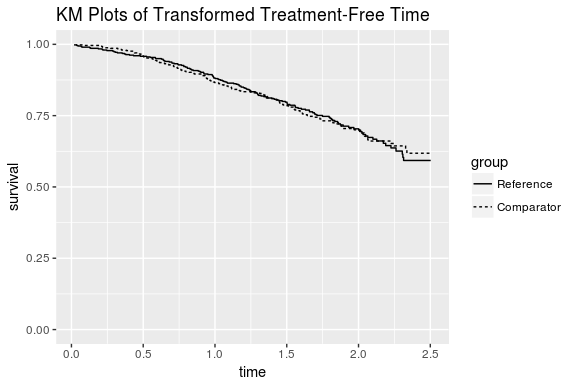 KM Plots of Transformed Treatment-Free Time
1.00
0.75
0.50
0.25
0.00
survival
0.0 0.5 1.0 1.5 2.0 2.5
time
group
Reference
Comparator